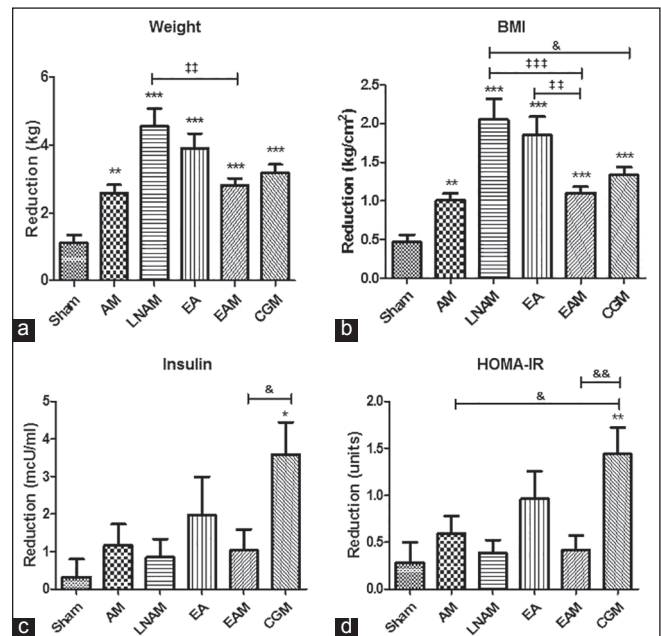 Weight
Reduction (kg)
6
4
2
0
‡‡
**
***
***
***
***
Sham
AM
LNAM
EA
EAM
CGM
a
BMI
Reduction (kg/cm²)
2.5
2.0
1.5
1.0
0.5
0.0
&
‡‡‡
‡‡
**
***
***
***
***
Sham
AM
LNAM
EA
EAM
CGM
b
Insulin
Reduction (mcU/ml)
5
4
3
2
1
0
&
*
Sham
AM
LNAM
EA
EAM
CGM
c
HOMA-IR
Reduction (units)
2.0
1.5
1.0
0.5
0.0
&&
&
**
Sham
AM
LNAM
EA
EAM
CGM
d